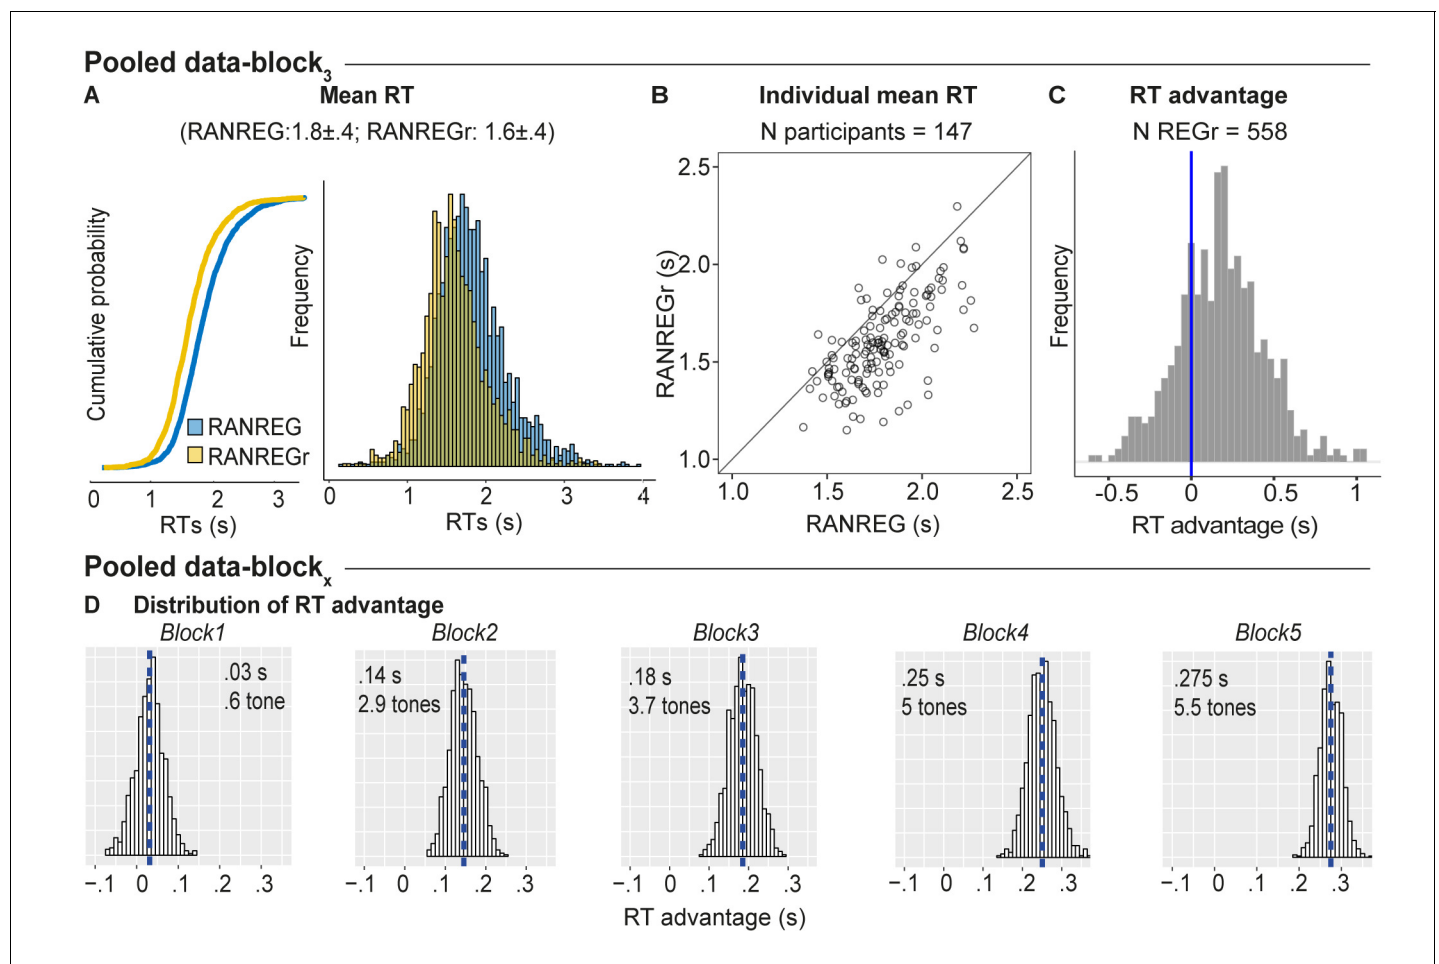 Pooled data-block3
A Mean RT
(RANREG:1.8±.4; RANREGr: 1.6±.4)
Cumulative probability
RANREG
RANREGr
0 1 2 3
RTs (s)
Frequency
0 1 2 3 4
RTs (s)
B Individual mean RT
N participants = 147
RANREGr (s)
2.5
2.0
1.5
1.0
1.0 1.5 2.0 2.5
RANREG (s)
C RT advantage
N REGr = 558
Frequency
-0.5 0 0.5 1
RT advantage (s)
Pooled data-blockx
D Distribution of RT advantage
Block1
.03 s
.6 tone
−.1 0 .1 .2 .3
Block2
.14 s
2.9 tones
−.1 0 .1 .2 .3
Block3
.18 s
3.7 tones
−.1 0 .1 .2 .3
Block4
.25 s
5 tones
−.1 0 .1 .2 .3
Block5
.275 s
5.5 tones
−.1 0 .1 .2 .3
RT advantage (s)